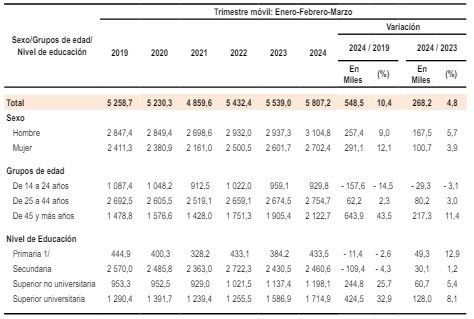 Trimestre móvil: Enero-Febrero-Marzo
Variación
Sexo/Grupos de edad/ Nivel de educación 2019 2020 2021 2022 2023 2024 2024 / 2019 2024 / 2023
En Miles (%) En Miles (%)
Total 5 258,7 5 230,3 4 859,6 5 432,4 5 539,0 5 807,2 548,5 10,4 268,2 4,8
Sexo
Hombre 2 847,4 2 849,4 2 698,6 2 932,0 2 937,3 3 104,8 257,4 9,0 167,5 5,7
Mujer 2 411,3 2 380,9 2 161,0 2 500,5 2 601,7 2 702,4 291,1 12,1 100,7 3,9
Grupos de edad
De 14 a 24 años 1 087,4 1 048,2 912,5 1 022,0 959,1 929,8 - 157,6 - 14,5 - 29,3 - 3,1
De 25 a 44 años 2 692,5 2 605,5 2 519,1 2 659,1 2 674,5 2 754,7 62,2 2,3 80,2 3,0
De 45 y más años 1 478,8 1 576,6 1 428,0 1 751,3 1 905,4 2 122,7 643,9 43,5 217,3 11,4
Nivel de Educación
Primaria 1/ 444,9 400,3 328,2 433,1 384,2 433,5 - 11,4 - 2,6 49,3 12,9
Secundaria 2 570,0 2 485,8 2 363,0 2 722,3 2 430,5 2 460,6 - 109,4 - 4,3 30,1 1,2
Superior no universitaria 953,3 952,5 929,0 1 021,5 1 137,4 1 198,1 244,8 25,7 60,7 5,4
Superior universitaria 1 290,4 1 391,7 1 239,4 1 255,5 1 586,9 1 714,9 424,5 32,9 128,0 8,1